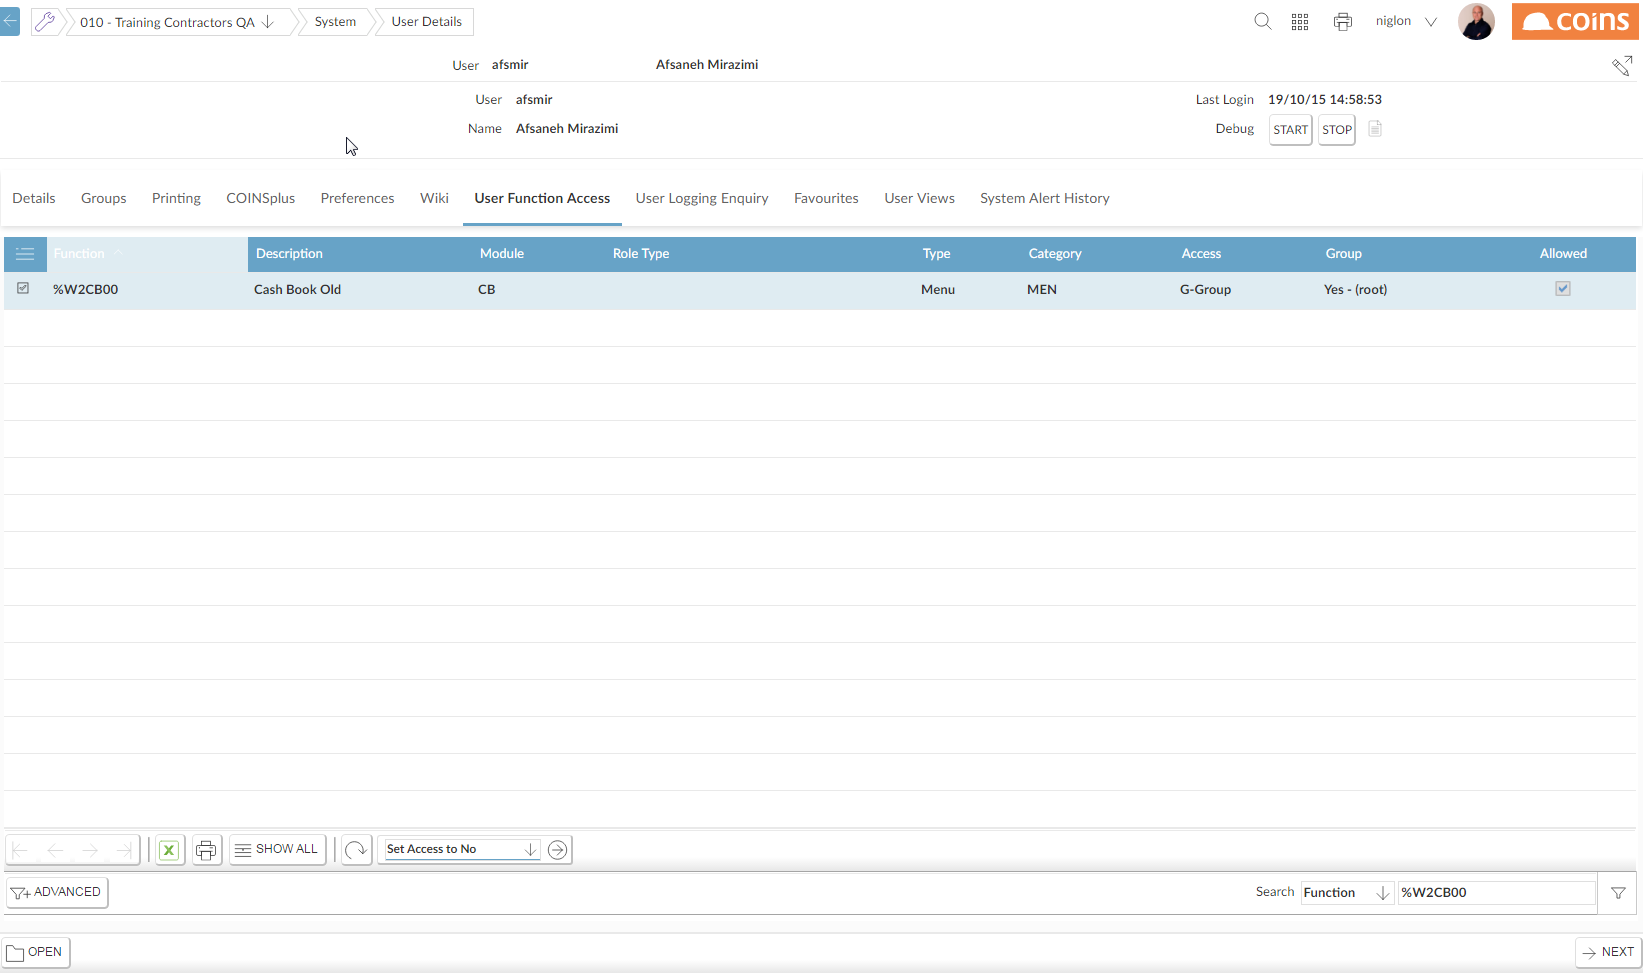 010 - Training Contractors QA System User Details niglon coins
User afsmir Afsaneh Mirazimi
User afsmir Last Login 19/10/15 14:58:53
Name Afsaneh Mirazimi Debug START STOP
Details Groups Printing COINSplus Preferences Wiki User Function Access User Logging Enquiry Favourites User Views System Alert History
Function Description Module Role Type Type Category Access Group Allowed
%W2CB00 Cash Book Old CB Menu MEN G-Group Yes - (root)
SHOW ALL Set Access to No
ADVANCED Search Function %W2CB00
OPEN NEXT